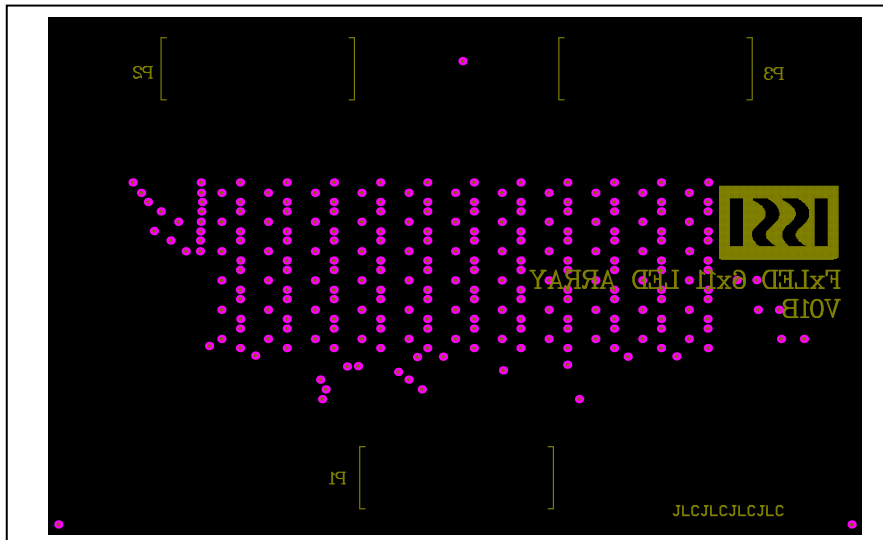 P2
P3
ISSI
FxLED 6x11 LED ARRAY
V01B
P1
JLCJLCJLCJLC